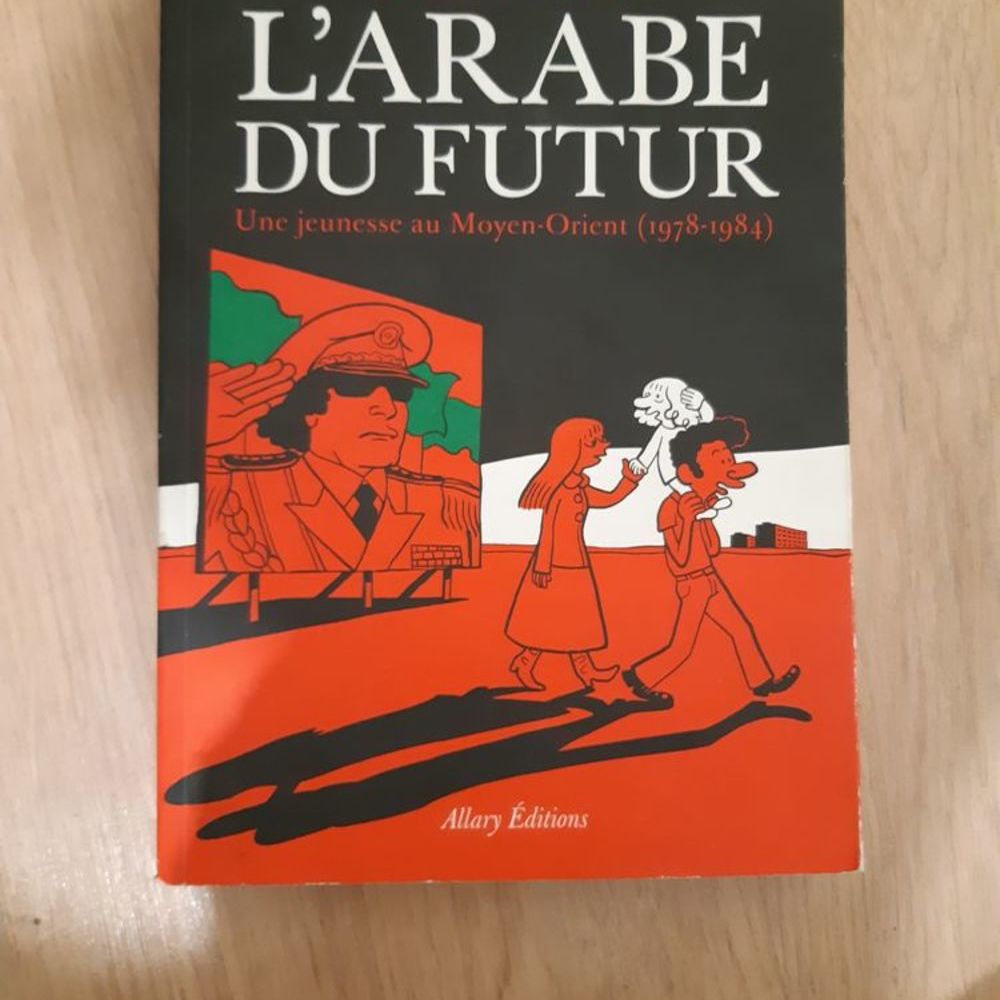 L'ARABE
DU FUTUR
Une jeunesse au Moyen-Orient (1978-1984)
Allary Éditions